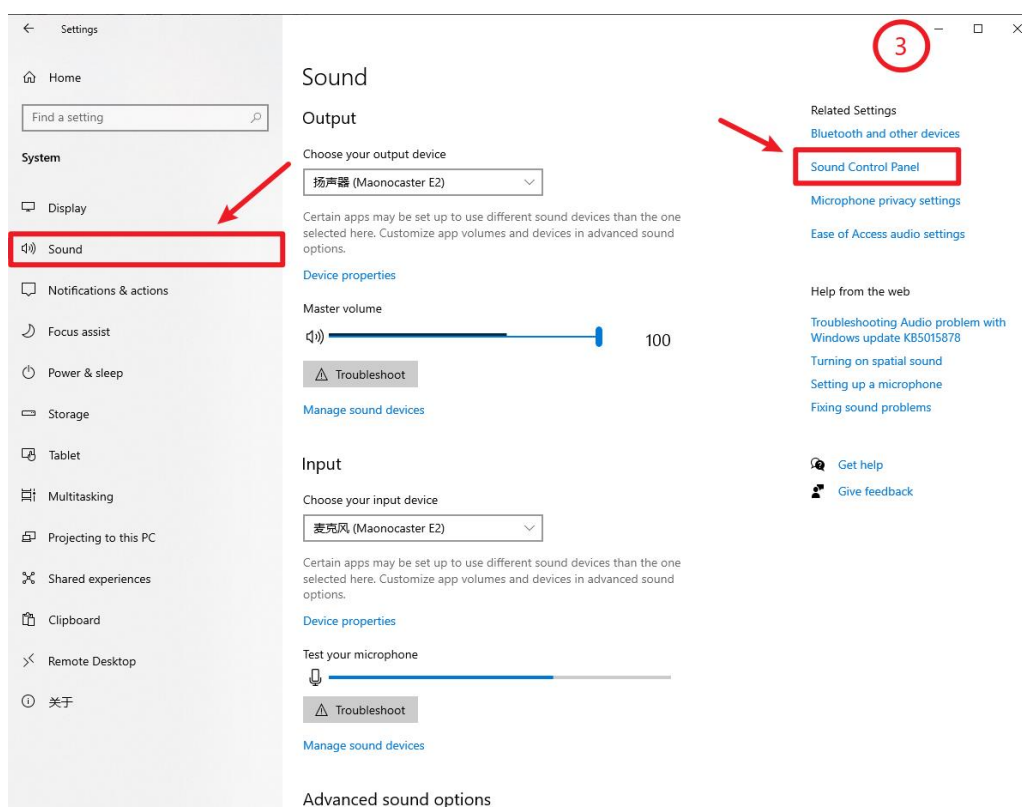 Settings
3
Home
Find a setting
System
Display
Sound
Notifications & actions
Focus assist
Power & sleep
Storage
Tablet
Multitasking
Projecting to this PC
Shared experiences
Clipboard
Remote Desktop
关于
Sound
Output
Choose your output device
扬声器 (Maonocaster E2)
Certain apps may be set up to use different sound devices than the one
selected here. Customize app volumes and devices in advanced sound
options.
Device properties
Master volume
100
Troubleshoot
Manage sound devices
Input
Choose your input device
麦克风 (Maonocaster E2)
Certain apps may be set up to use different sound devices than the one
selected here. Customize app volumes and devices in advanced sound
options.
Device properties
Test your microphone
Troubleshoot
Manage sound devices
Advanced sound options
Related Settings
Bluetooth and other devices
Sound Control Panel
Microphone privacy settings
Ease of Access audio settings
Help from the web
Troubleshooting Audio problem with
Windows update KB5015878
Turning on spatial sound
Setting up a microphone
Fixing sound problems
Get help
Give feedback